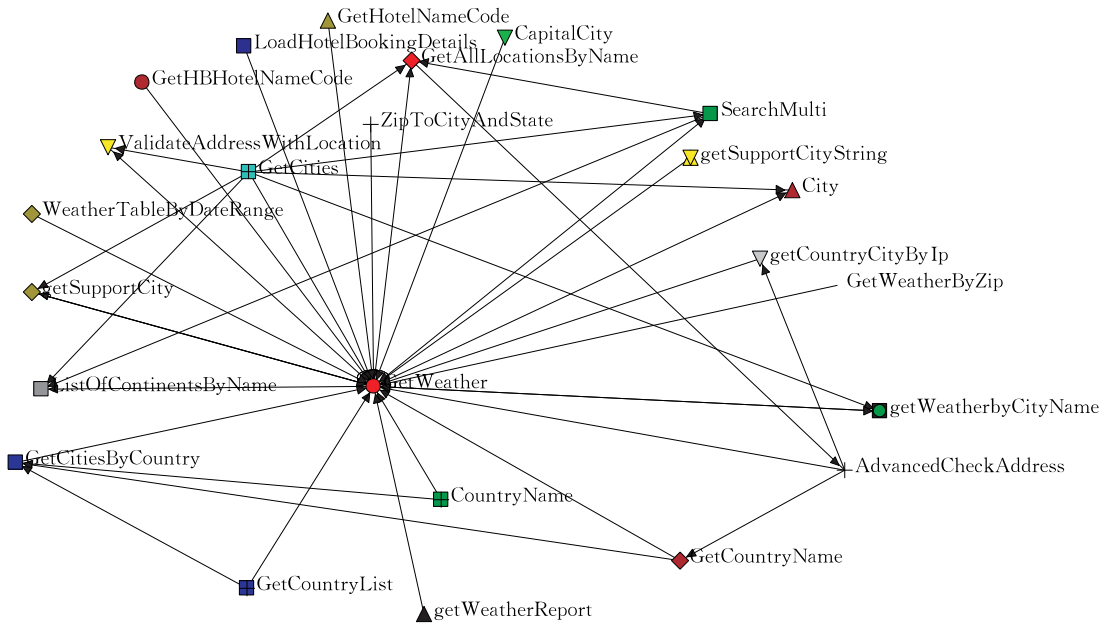 GetHotelNameCode
CapitalCity
LoadHotelBookingDetails
GetAllLocationsByName
GetHBHotelNameCode
SearchMulti
ZipToCityAndState
ValidateAddressWithLocation
getSupportCityString
GetCities
City
WeatherTableByDateRange
getCountryCityByIp
GetWeatherByZip
getSupportCity
ListOfContinentsByName
GetWeather
getWeatherbyCityName
GetCitiesByCountry
AdvancedCheckAddress
CountryName
GetCountryName
GetCountryList
getWeatherReport